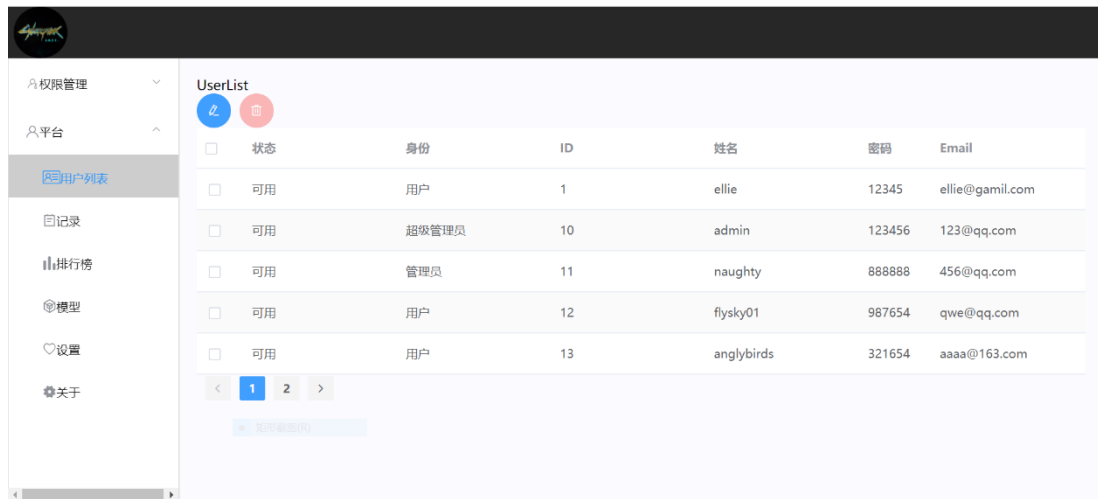 Cyberpunk
权限管理
平台
用户列表
记录
排行榜
模型
设置
关于
UserList
状态 身份 ID 姓名 密码 Email
可用 用户 1 ellie 12345 ellie@gamil.com
可用 超级管理员 10 admin 123456 123@qq.com
可用 管理员 11 naughty 888888 456@qq.com
可用 用户 12 flysky01 987654 qwe@qq.com
可用 用户 13 anglybirds 321654 aaaa@163.com
1 2